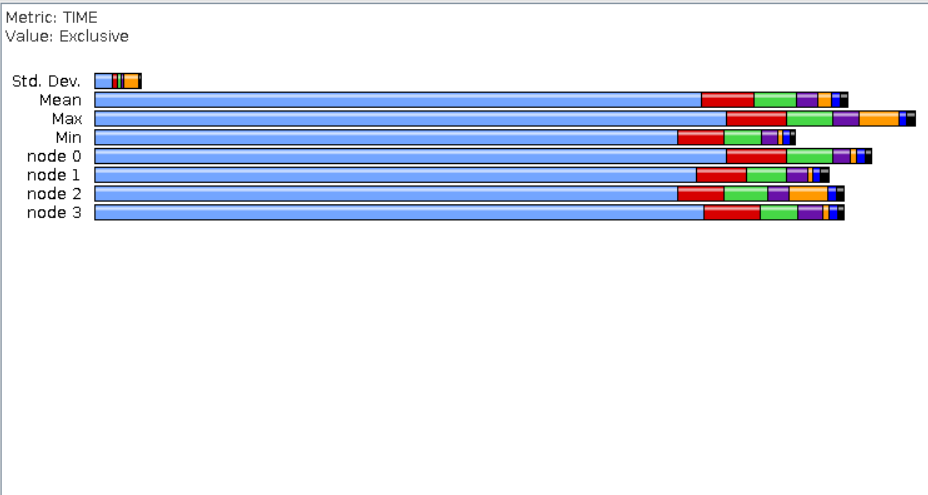 Metric: TIME
Value: Exclusive
Std. Dev.
Mean
Max
Min
node 0
node 1
node 2
node 3